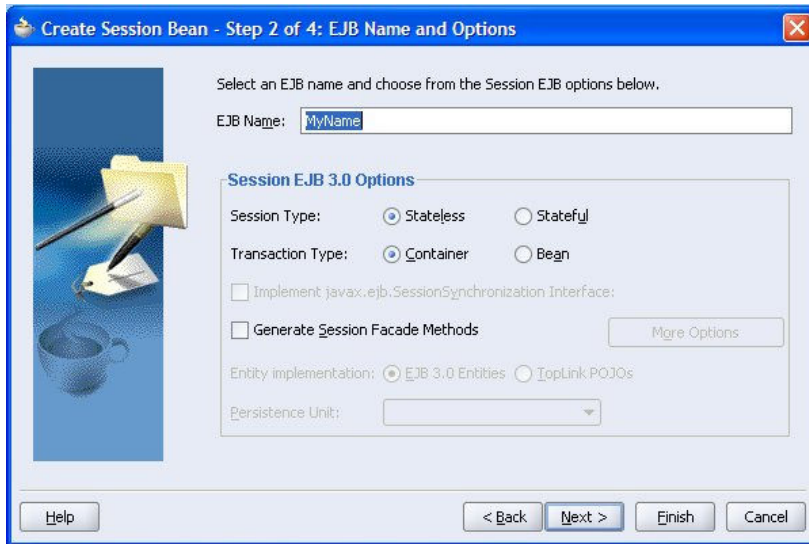 Create Session Bean - Step 2 of 4: EJB Name and Options
Select an EJB name and choose from the Session EJB options below.
EJB Name: MyName
Session EJB 3.0 Options
Session Type: Stateless Stateful
Transaction Type: Container Bean
Implement javax.ejb.SessionSynchronization Interface:
Generate Session Facade Methods More Options
Entity implementation: EJB 3.0 Entities TopLink POJOs
Persistence Unit:
Help < Back Next > Finish Cancel